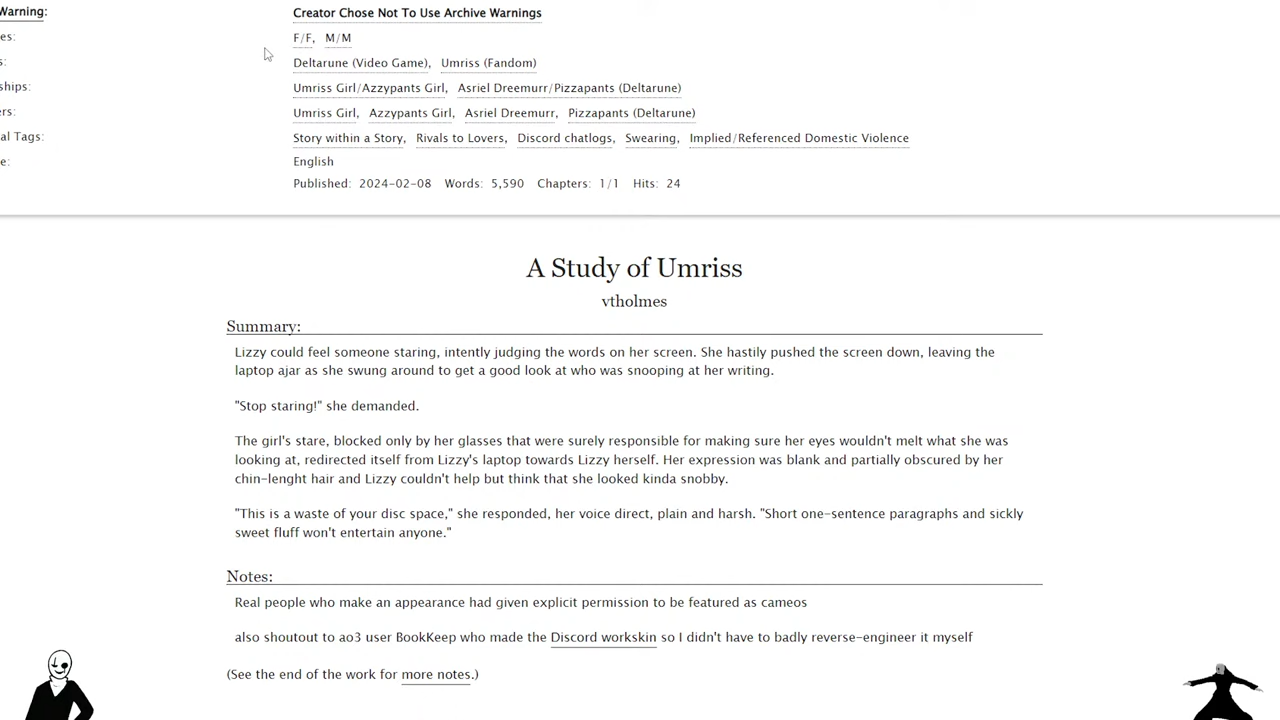 Warning:
Creator Chose Not To Use Archive Warnings
es:
F/F, M/M
s:
Deltarune (Video Game), Umriss (Fandom)
ships:
Umriss Girl/Azzypants Girl, Asriel Dreemurr/Pizzapants (Deltarune)
ers:
Umriss Girl, Azzypants Girl, Asriel Dreemurr, Pizzapants (Deltarune)
al Tags:
Story within a Story, Rivals to Lovers, Discord chatlogs, Swearing, Implied/Referenced Domestic Violence
e:
English
Published: 2024-02-08 Words: 5,590 Chapters: 1/1 Hits: 24
A Study of Umriss
vtholmes
Summary:
Lizzy could feel someone staring, intently judging the words on her screen. She hastily pushed the screen down, leaving the
laptop ajar as she swung around to get a good look at who was snooping at her writing.
"Stop staring!" she demanded.
The girl's stare, blocked only by her glasses that were surely responsible for making sure her eyes wouldn't melt what she was
looking at, redirected itself from Lizzy's laptop towards Lizzy herself. Her expression was blank and partially obscured by her
chin-lenght hair and Lizzy couldn't help but think that she looked kinda snobby.
"This is a waste of your disc space," she responded, her voice direct, plain and harsh. "Short one-sentence paragraphs and sickly
sweet fluff won't entertain anyone."
Notes:
Real people who make an appearance had given explicit permission to be featured as cameos
also shoutout to ao3 user BookKeep who made the Discord workskin so I didn't have to badly reverse-engineer it myself
(See the end of the work for more notes.)